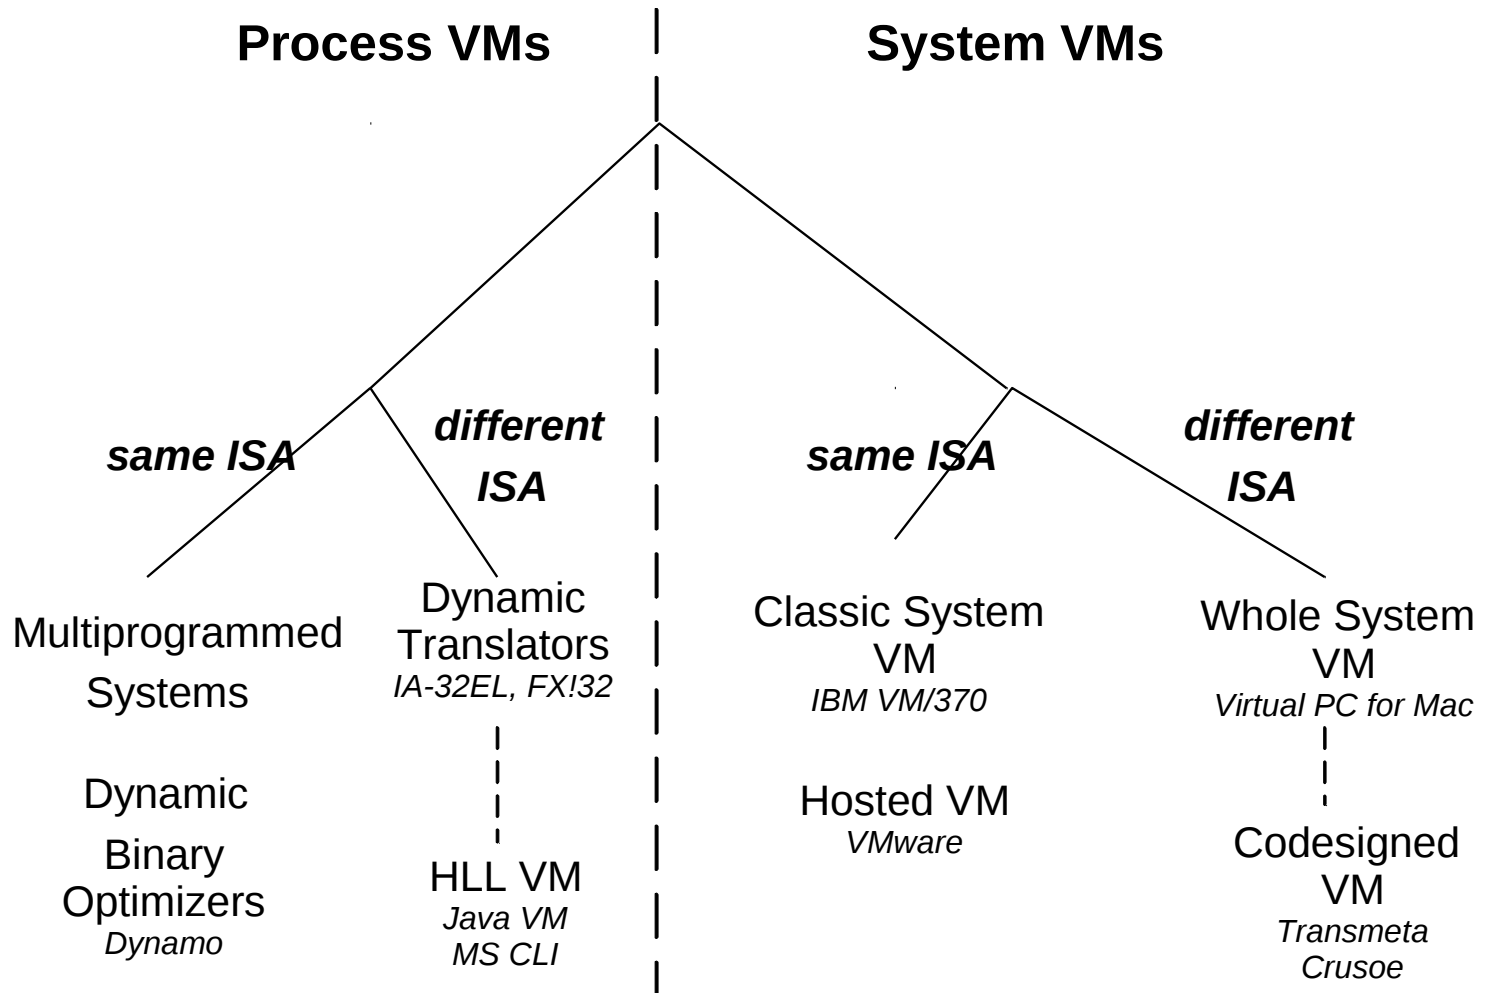 Process VMs
System VMs
same ISA
different
ISA
same ISA
different
ISA
Multiprogrammed
Systems
Dynamic
Binary
Optimizers
Dynamo
Dynamic
Translators
IA-32EL, FX!32
HLL VM
Java VM
MS CLI
Classic System
VM
IBM VM/370
Hosted VM
VMware
Whole System
VM
Virtual PC for Mac
Codesigned
VM
Transmeta
Crusoe